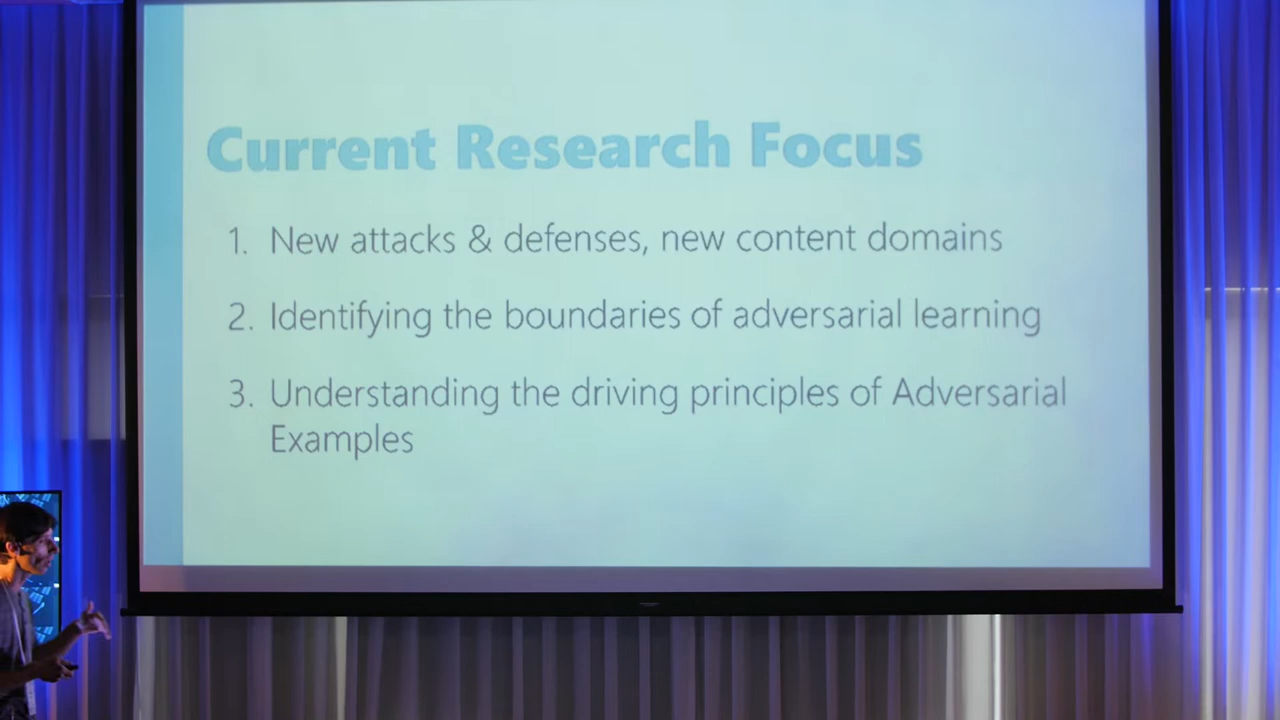 Current Research Focus
1. New attacks & defenses, new content domains
2. Identifying the boundaries of adversarial learning
3. Understanding the driving principles of Adversarial
Examples